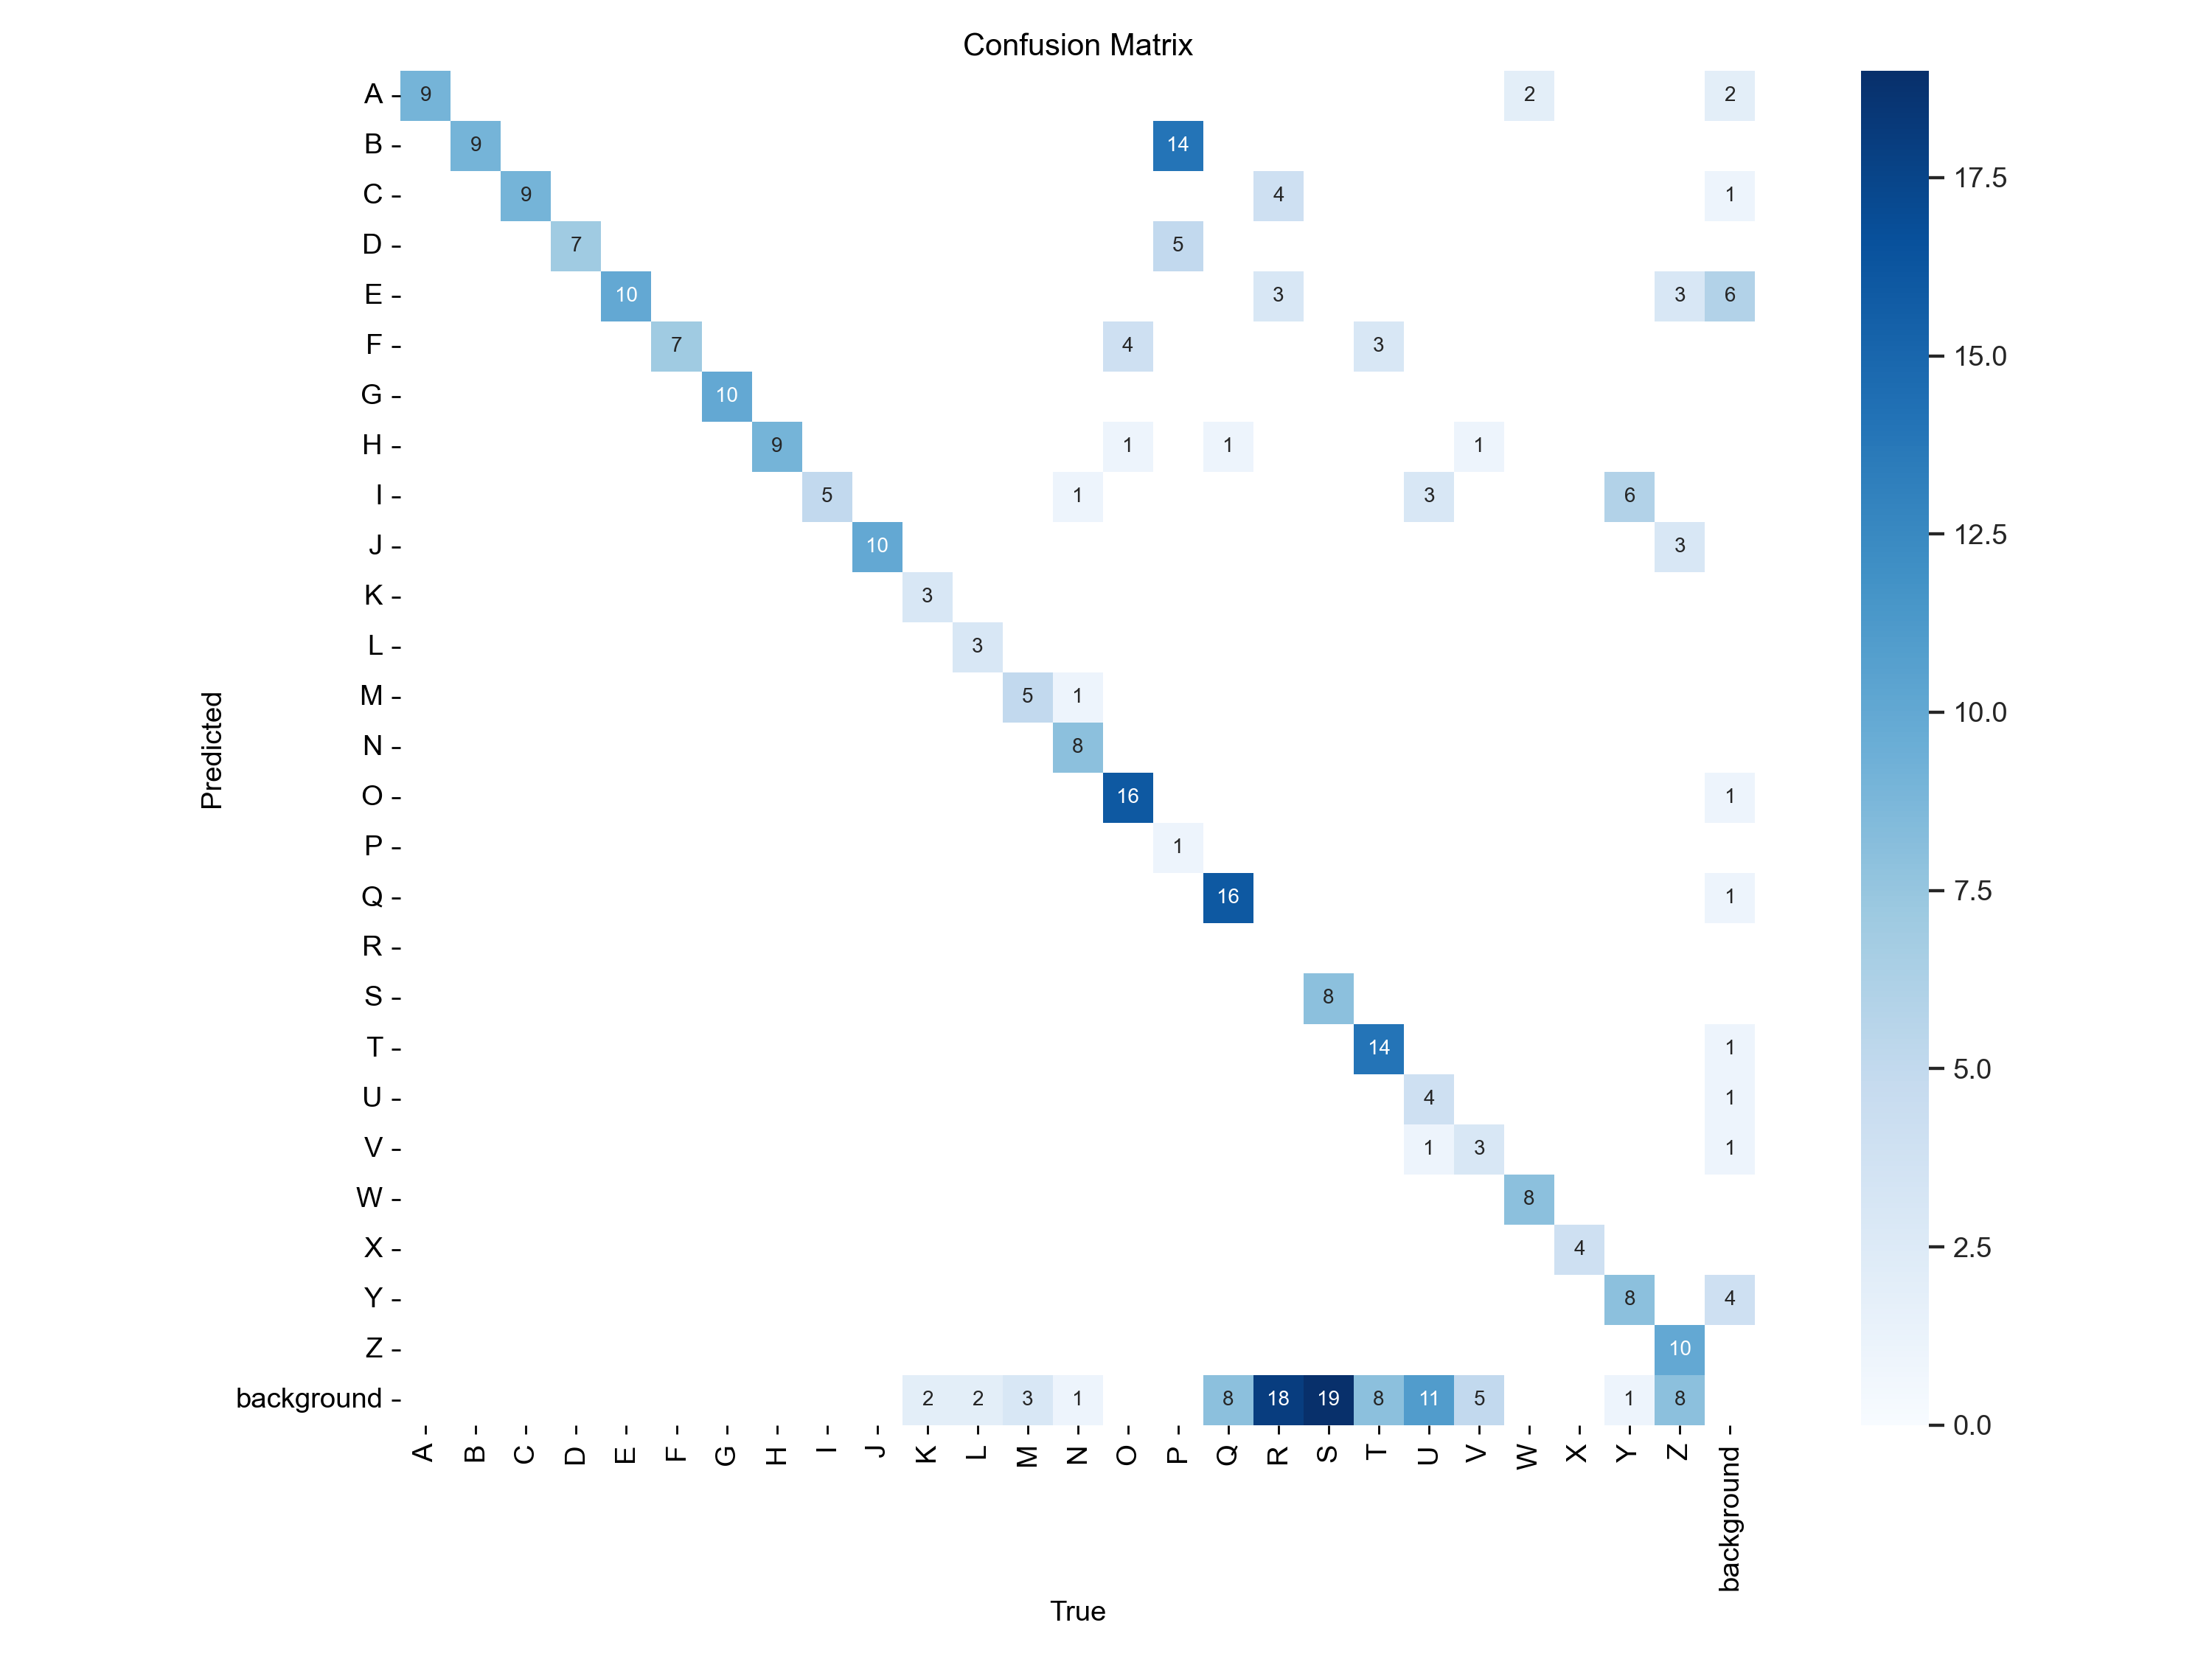 Confusion Matrix
A 9 2 2
B 9 14
C 9 4 1
D 7 5
E 10 3 3 6
F 7 4 3
G 10
H 9 1 1 1
I 5 1 3 6
J 10 3
K 3
L 3
M 5 1
N 8
O 16 1
P 1
Q 16 1
R
S 8
T 14 1
U 4 1
V 1 3 1
W 8
X 4
Y 8 4
Z 10
background 2 2 3 1 8 18 19 8 11 5 1 8
A B C D E F G H I J K L M N O P Q R S T U V W X Y Z background
True
Predicted
17.5
15.0
12.5
10.0
7.5
5.0
2.5
0.0